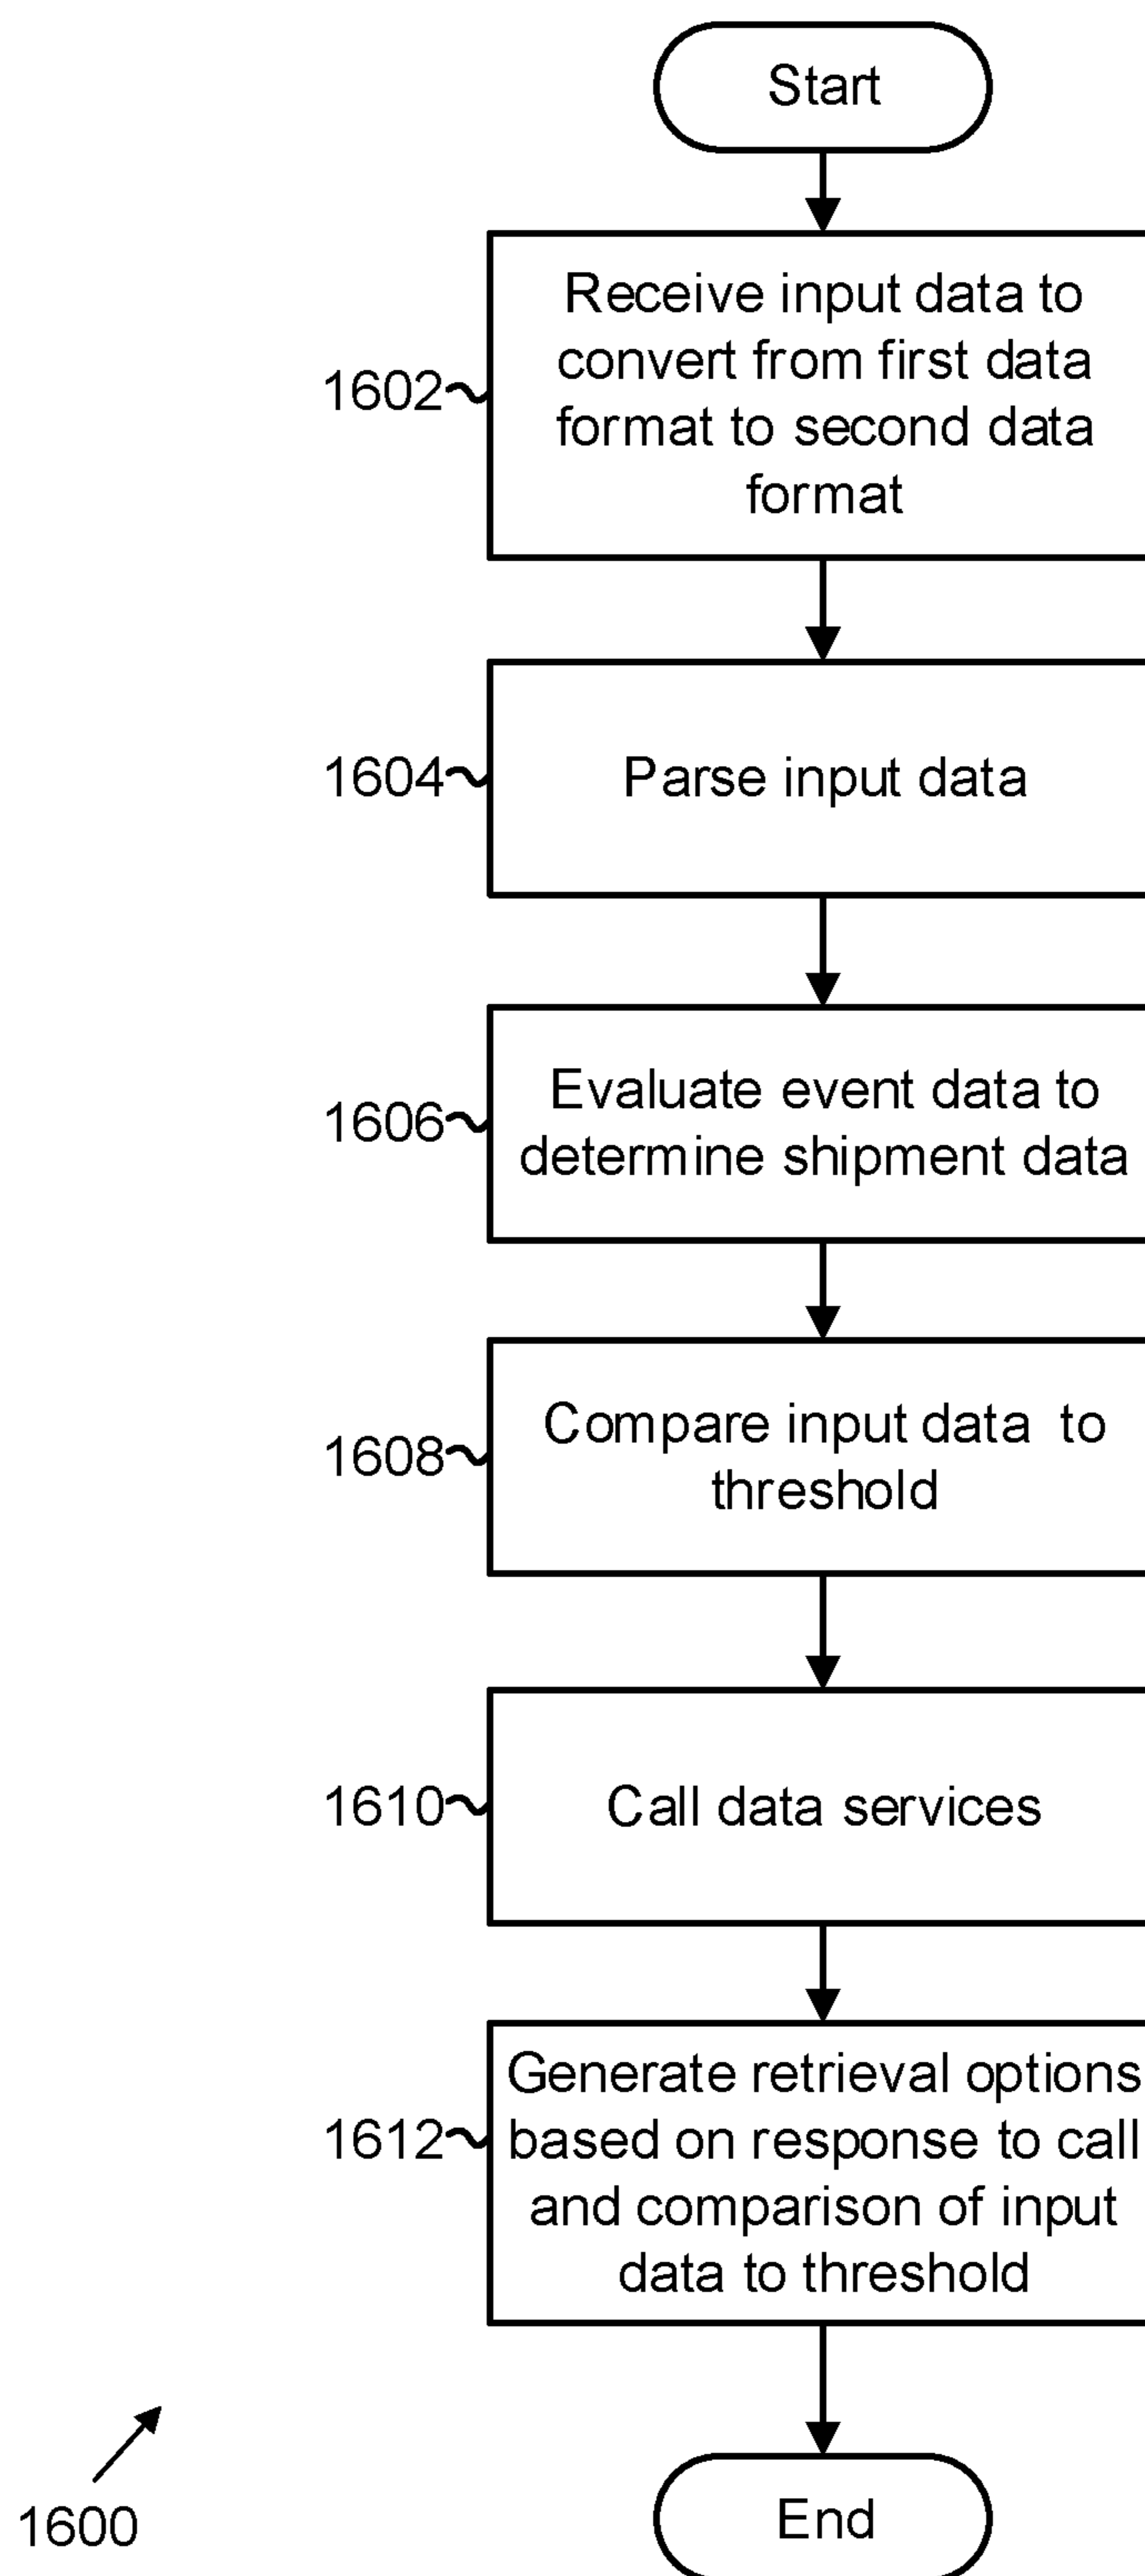 Start
Receive input data to
convert from first data
format to second data
format
1602
Parse input data
1604
Evaluate event data to
determine shipment data
1606
Compare input data to
threshold
1608
Call data services
1610
Generate retrieval options
based on response to call
and comparison of input
data to threshold
1612
End
1600